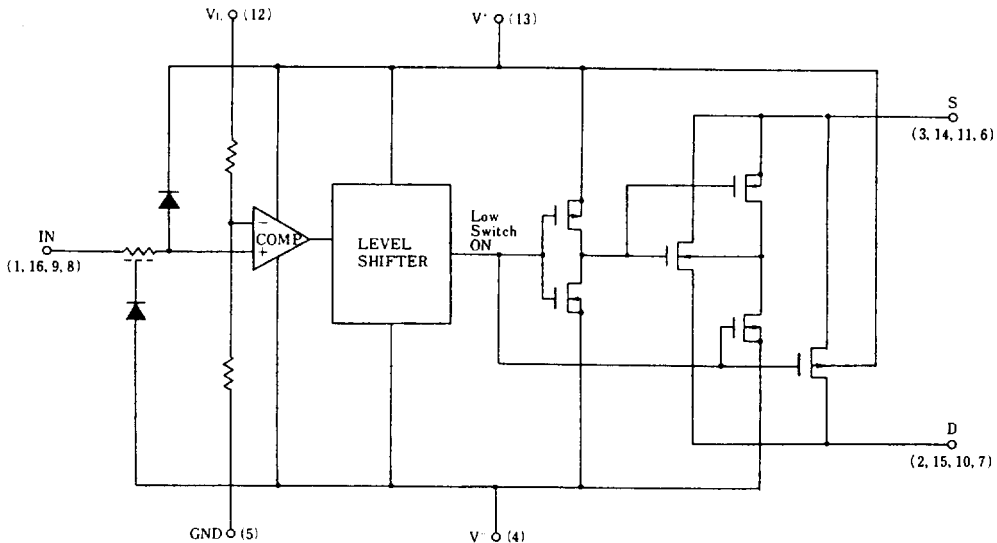 VL (12)
V+ (13)
S
(3, 14, 11, 6)
IN
(1, 16, 9, 8)
−
COMP
+
LEVEL
SHIFTER
Low
Switch
ON
D
(2, 15, 10, 7)
GND (5)
V− (4)